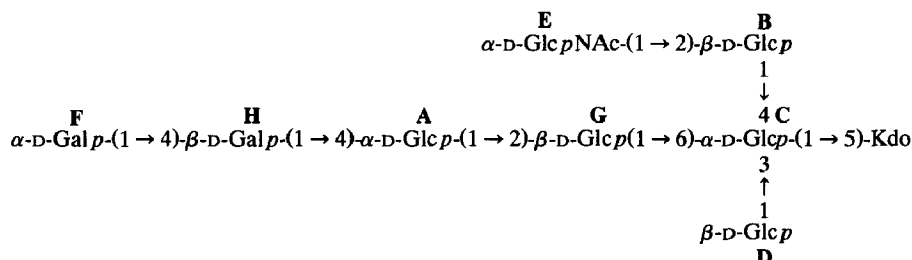 E B
α-D-GlcpNAc-(1 → 2)-β-D-Glcp
1
↓
F H A G 4 C
α-D-Galp-(1 → 4)-β-D-Galp-(1 → 4)-α-D-Glcp-(1 → 2)-β-D-Glcp(1 → 6)-α-D-Glcp-(1 → 5)-Kdo
3
↑
1
β-D-Glcp
D